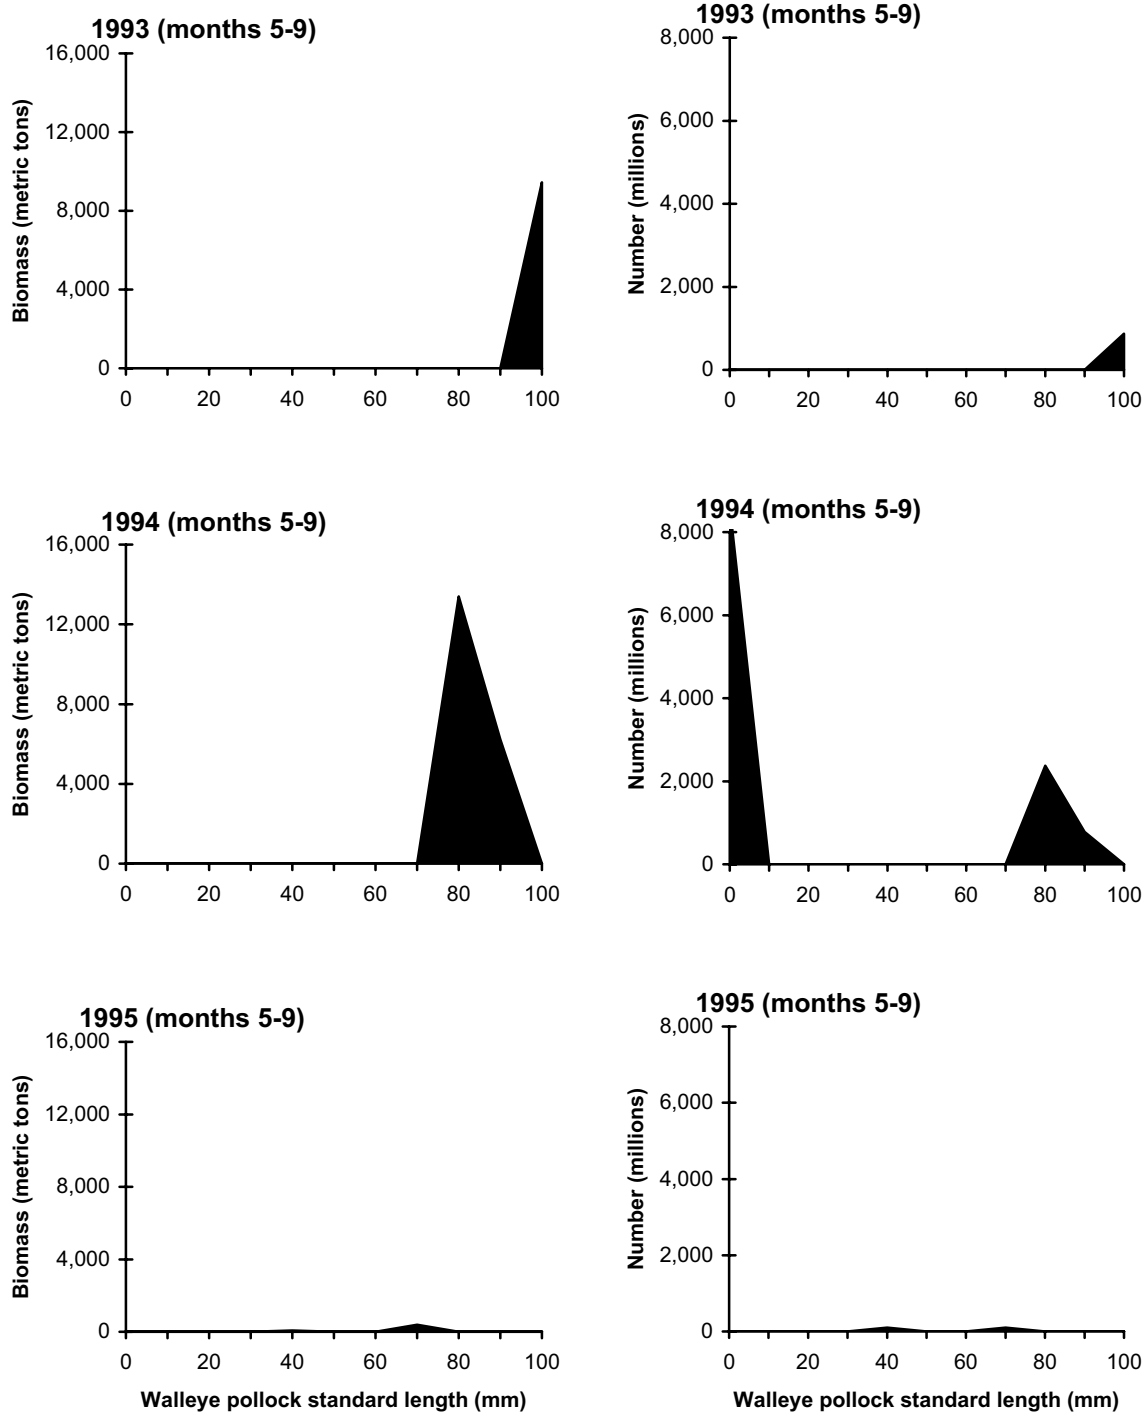 1993 (months 5-9)
16,000
12,000
8,000
4,000
0
Biomass (metric tons)
0 20 40 60 80 100
1993 (months 5-9)
8,000
6,000
4,000
2,000
0
Number (millions)
0 20 40 60 80 100
1994 (months 5-9)
16,000
12,000
8,000
4,000
0
Biomass (metric tons)
0 20 40 60 80 100
1994 (months 5-9)
8,000
6,000
4,000
2,000
0
Number (millions)
0 20 40 60 80 100
1995 (months 5-9)
16,000
12,000
8,000
4,000
0
Biomass (metric tons)
0 20 40 60 80 100
Walleye pollock standard length (mm)
1995 (months 5-9)
8,000
6,000
4,000
2,000
0
Number (millions)
0 20 40 60 80 100
Walleye pollock standard length (mm)